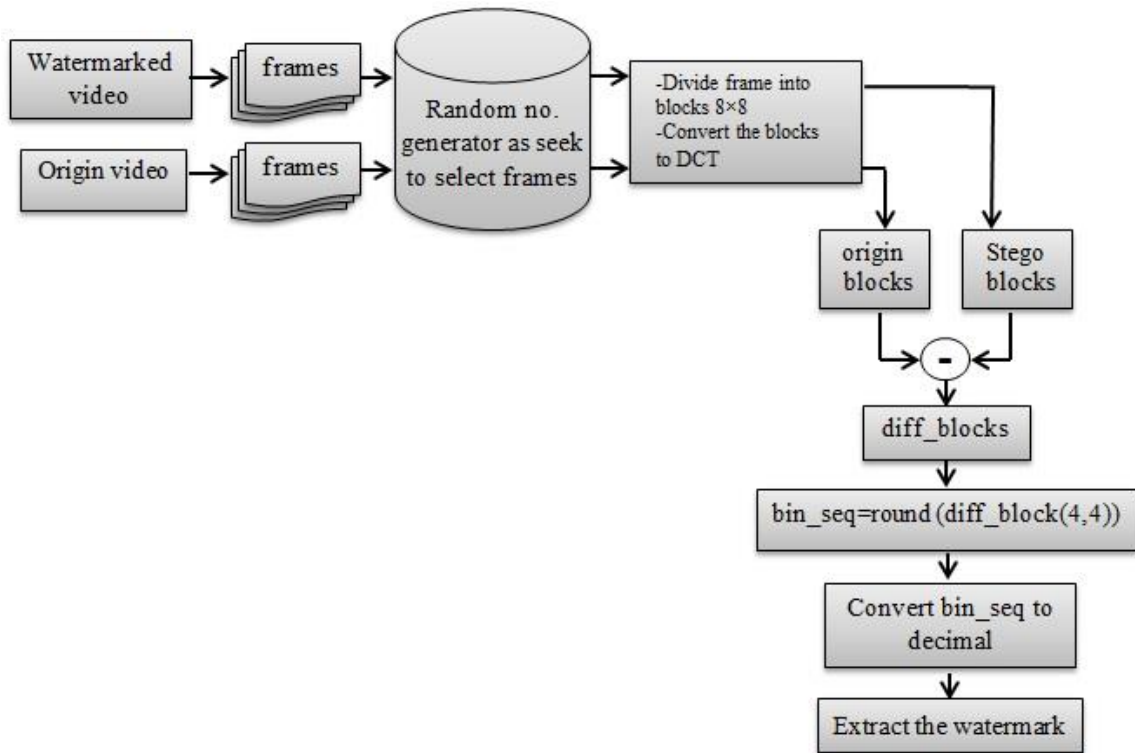 Watermarked
video
frames
Origin video
frames
Random no.
generator as seek
to select frames
-Divide frame into
blocks 8×8
-Convert the blocks
to DCT
origin
blocks
Stego
blocks
-
diff_blocks
bin_seq=round (diff_block(4,4))
Convert bin_seq to
decimal
Extract the watermark